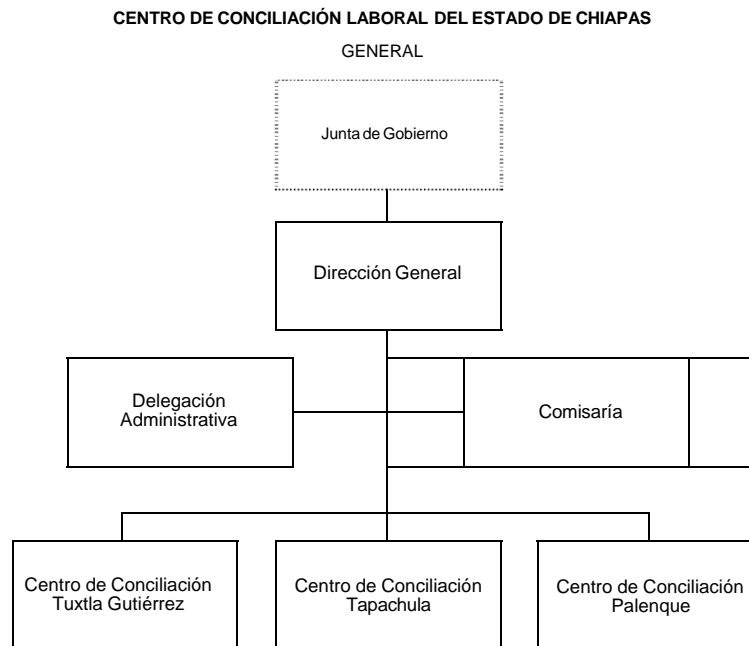 CENTRO DE CONCILIACIÓN LABORAL DEL ESTADO DE CHIAPAS
GENERAL
Junta de Gobierno
Dirección General
Delegación
Administrativa
Comisaría
Centro de Conciliación
Tuxtla Gutiérrez
Centro de Conciliación
Tapachula
Centro de Conciliación
Palenque